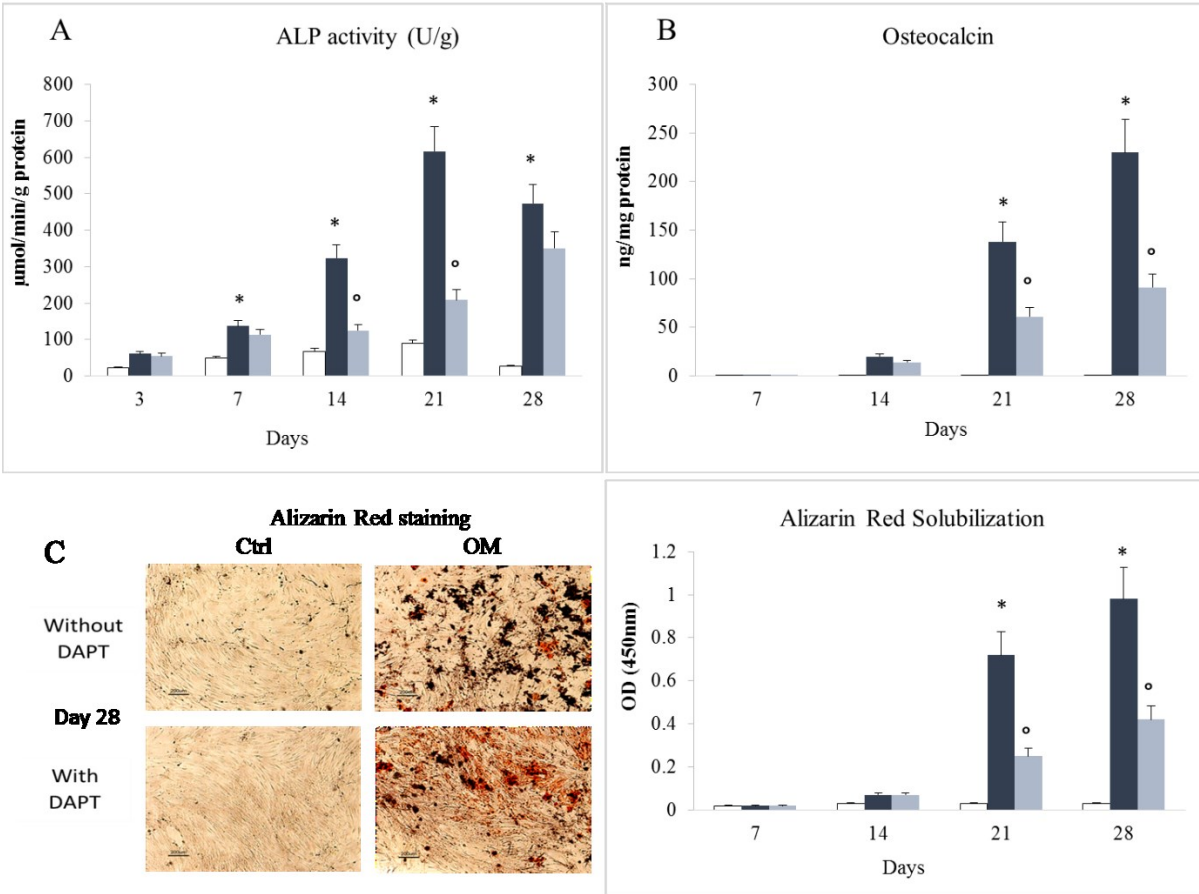 A
ALP activity (U/g)
µmol/min/g protein
800
700
600
500
400
300
200
100
0
*
*
*
*
°
°
3 7 14 21 28
Days
B
Osteocalcin
ng/mg protein
300
250
200
150
100
50
0
*
*
°
°
7 14 21 28
Days
C
Alizarin Red staining
Ctrl OM
Without
DAPT
Day 28
With
DAPT
Alizarin Red Solubilization
OD (450nm)
1.2
1
0.8
0.6
0.4
0.2
0
*
*
°
°
7 14 21 28
Days